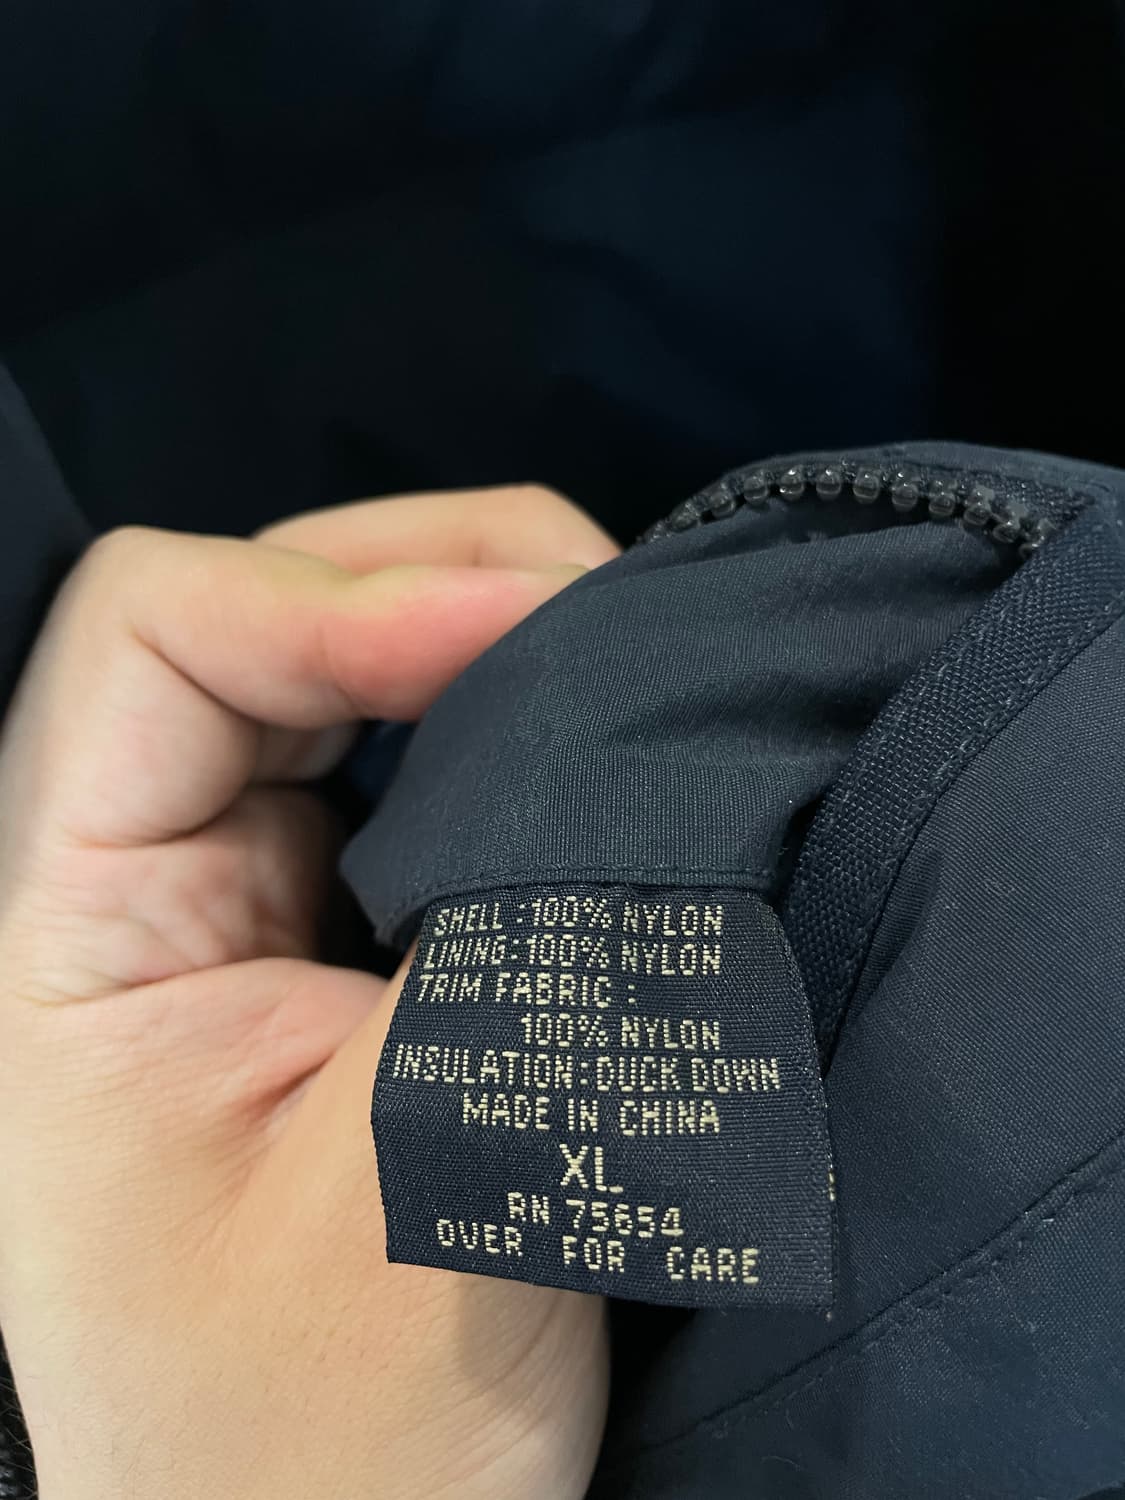 SHELL:100% NYLON
LINING:100% NYLON
TRIM FABRIC:
100% NYLON
INSULATION:DUCK DOWN
MADE IN CHINA
XL
RN 75654
OVER FOR CARE